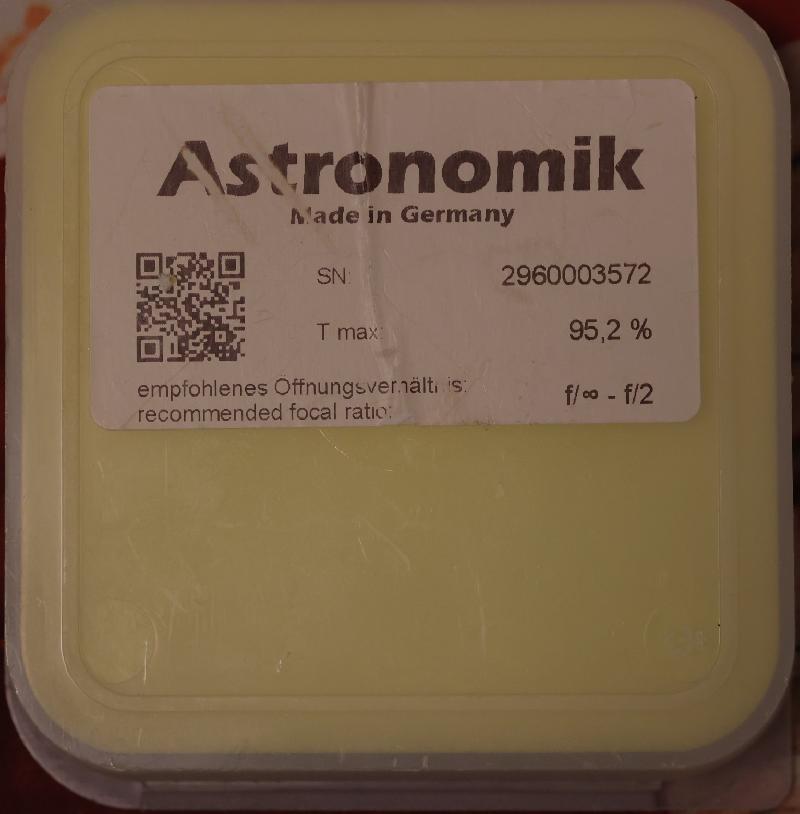 Astronomik
Made in Germany
SN: 2960003572
T max: 95,2 %
empfohlenes Öffnungsverhältnis:
recommended focal ratio:
f/∞ - f/2